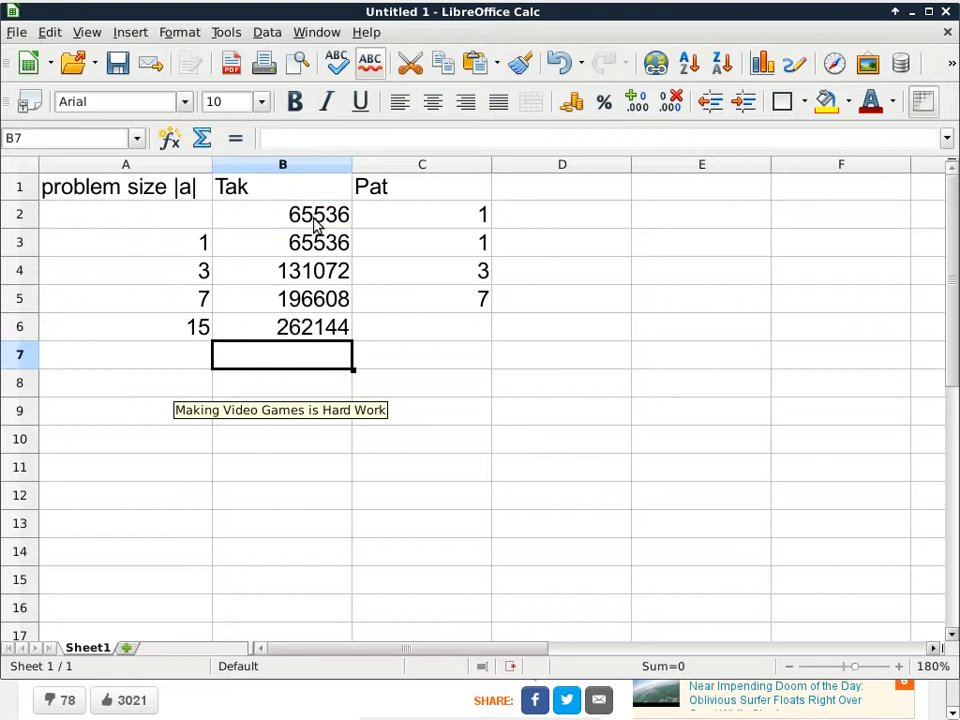 Untitled 1 - LibreOffice Calc
File Edit View Insert Format Tools Data Window Help
Arial 10
B7
A B C D E F
1 problem size |a| Tak Pat
2 65536 1
3 1 65536 1
4 3 131072 3
5 7 196608 7
6 15 262144
7
8
9 Making Video Games is Hard Work
10
11
12
13
14
15
16
17
Sheet1
Sheet 1 / 1 Default Sum=0 180%
78 3021 SHARE: Near Impending Doom of the Day:
Oblivious Surfer Floats Right Over